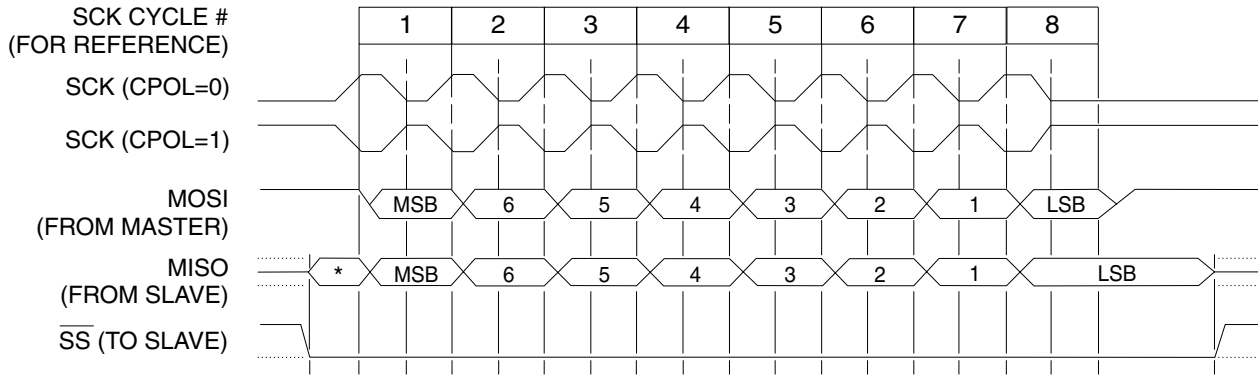 SCK CYCLE #
(FOR REFERENCE)
1 2 3 4 5 6 7 8
SCK (CPOL=0)
SCK (CPOL=1)
MOSI
(FROM MASTER)
MSB 6 5 4 3 2 1 LSB
MISO
(FROM SLAVE)
* MSB 6 5 4 3 2 1 LSB
S̅S̅ (TO SLAVE)